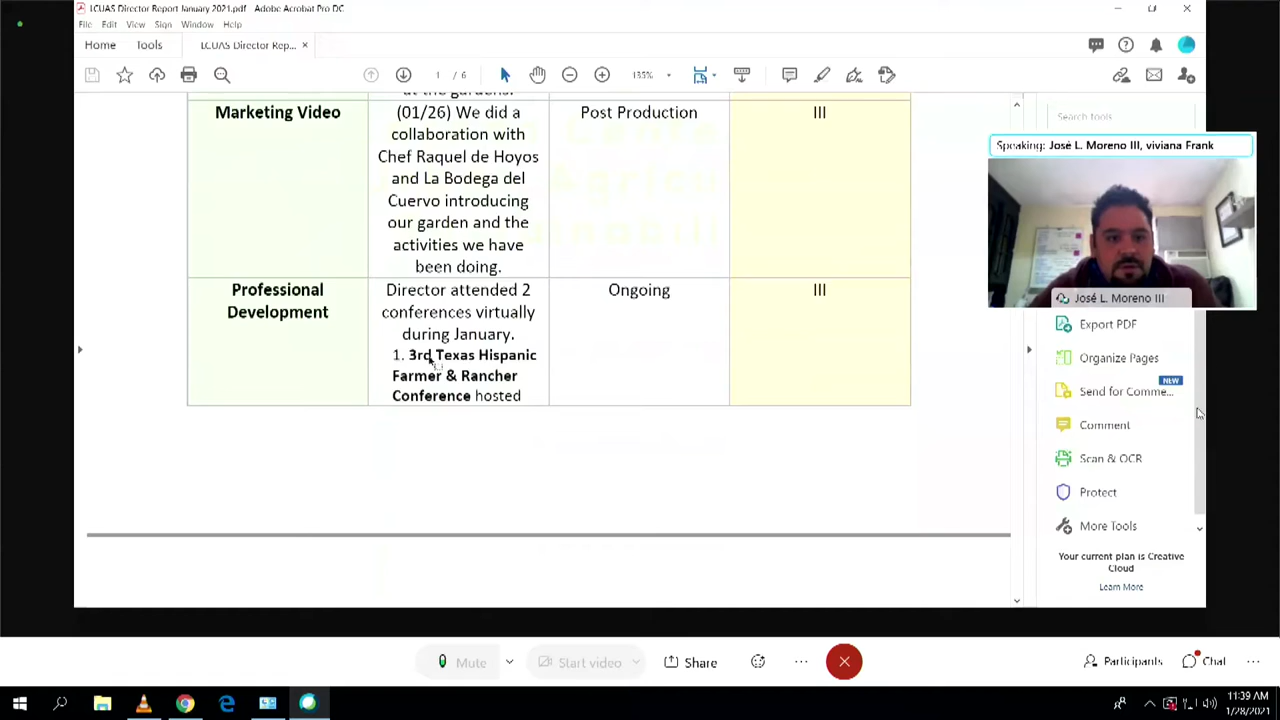 LCUAS Director Report January 2021.pdf - Adobe Acrobat Pro DC
File Edit View Sign Window Help
Home Tools LCUAS Director Rep... ×
1 / 6 135%
at the gardens.
Marketing Video
(01/26) We did a
collaboration with
Chef Raquel de Hoyos
and La Bodega del
Cuervo introducing
our garden and the
activities we have
been doing.
Post Production
III
Professional
Development
Director attended 2
conferences virtually
during January.
1. 3rd Texas Hispanic
Farmer & Rancher
Conference hosted
Ongoing
III
Search tools
Speaking: José L. Moreno III, viviana Frank
José L. Moreno III
Export PDF
Organize Pages
NEW
Send for Comme...
Comment
Scan & OCR
Protect
More Tools
Your current plan is Creative
Cloud
Learn More
Mute
Start video
Share
Participants
Chat
11:39 AM
1/28/2021